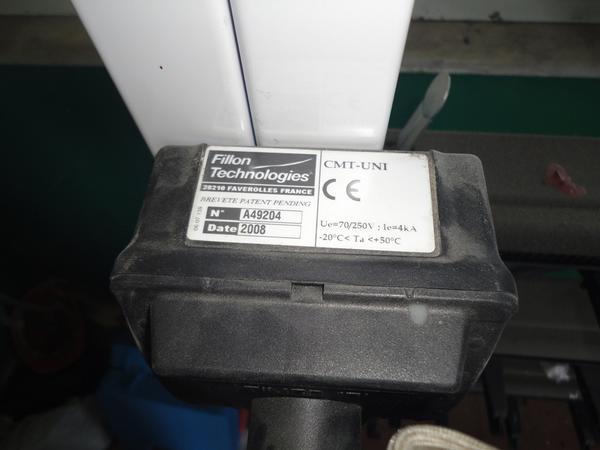 Fillon
Technologies
28210 FAVEROLLES FRANCE
BREVETE PATENT PENDING
N° A49204
Date 2008
CMT-UNI
CE
Ue=70/250V ; Ie=4kA
-20°C< Ta <+50°C